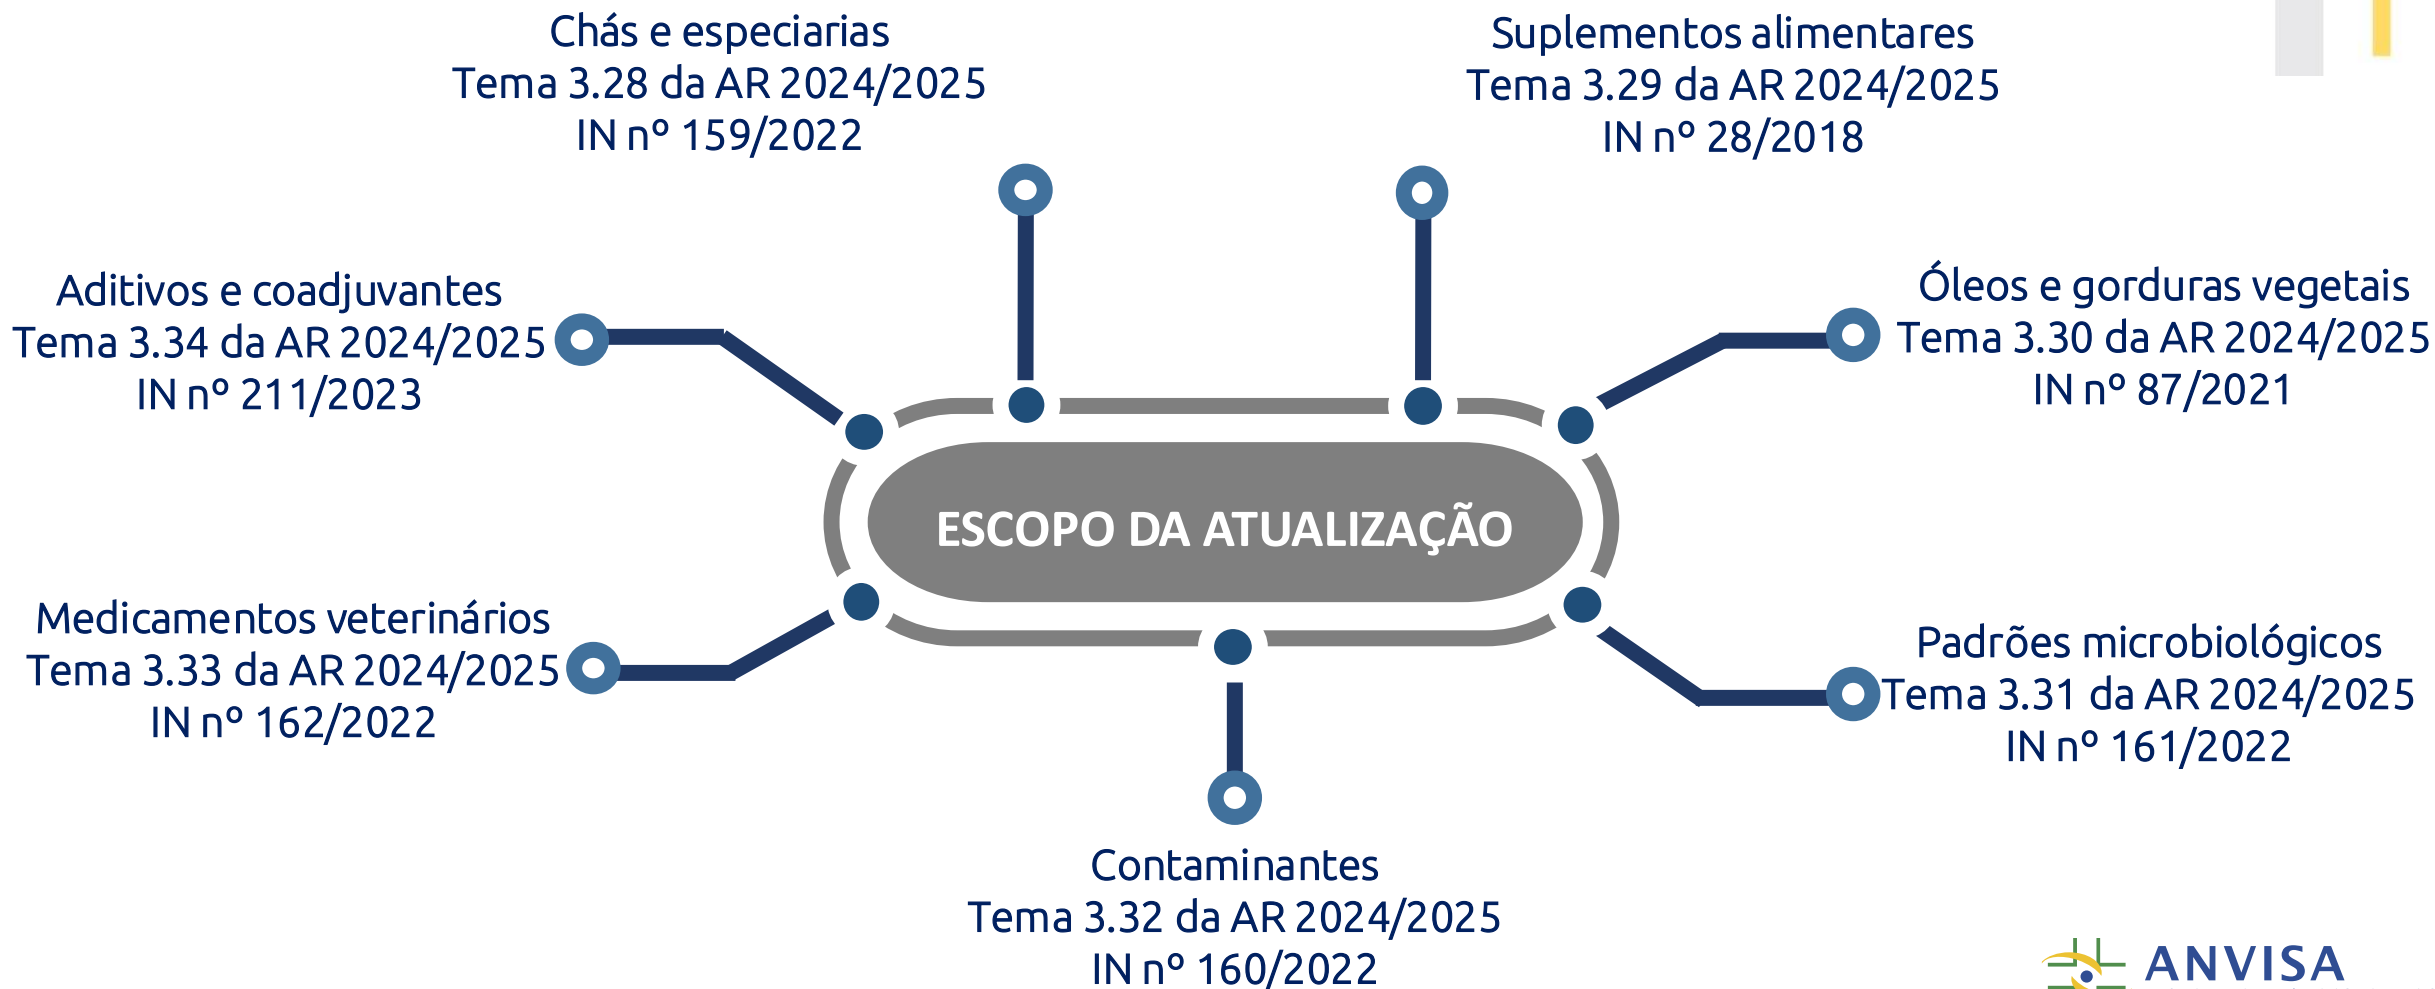 Chás e especiarias
Tema 3.28 da AR 2024/2025
IN nº 159/2022
Suplementos alimentares
Tema 3.29 da AR 2024/2025
IN nº 28/2018
Aditivos e coadjuvantes
Tema 3.34 da AR 2024/2025
IN nº 211/2023
Óleos e gorduras vegetais
Tema 3.30 da AR 2024/2025
IN nº 87/2021
ESCOPO DA ATUALIZAÇÃO
Medicamentos veterinários
Tema 3.33 da AR 2024/2025
IN nº 162/2022
Padrões microbiológicos
Tema 3.31 da AR 2024/2025
IN nº 161/2022
Contaminantes
Tema 3.32 da AR 2024/2025
IN nº 160/2022
ANVISA